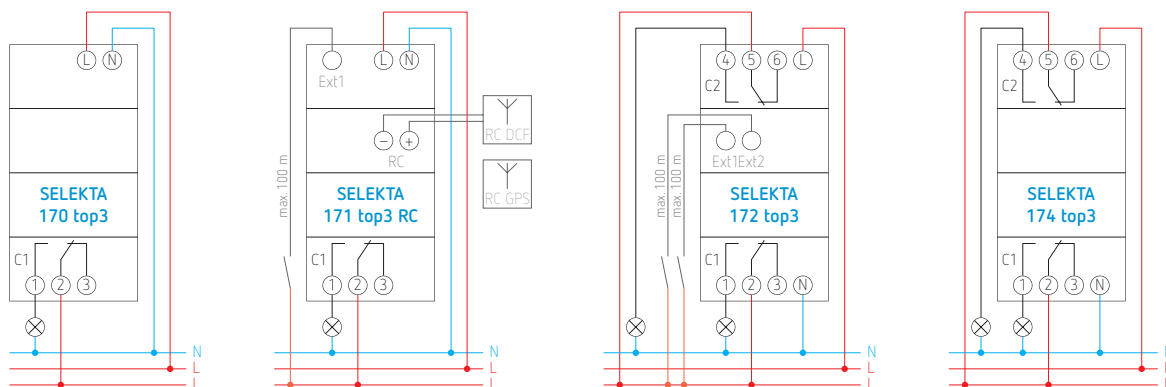 L N
SELEKTA
170 top3
C1
1 2 3
Ext1
L N
- +
RC
RC DCF
RC GPS
max. 100 m
SELEKTA
171 top3 RC
C1
1 2 3
4 5 6 L
C2
Ext1Ext2
max. 100 m
max. 100 m
SELEKTA
172 top3
C1
1 2 3 N
4 5 6 L
C2
SELEKTA
174 top3
C1
1 2 3 N
N
L
N
L
N
L